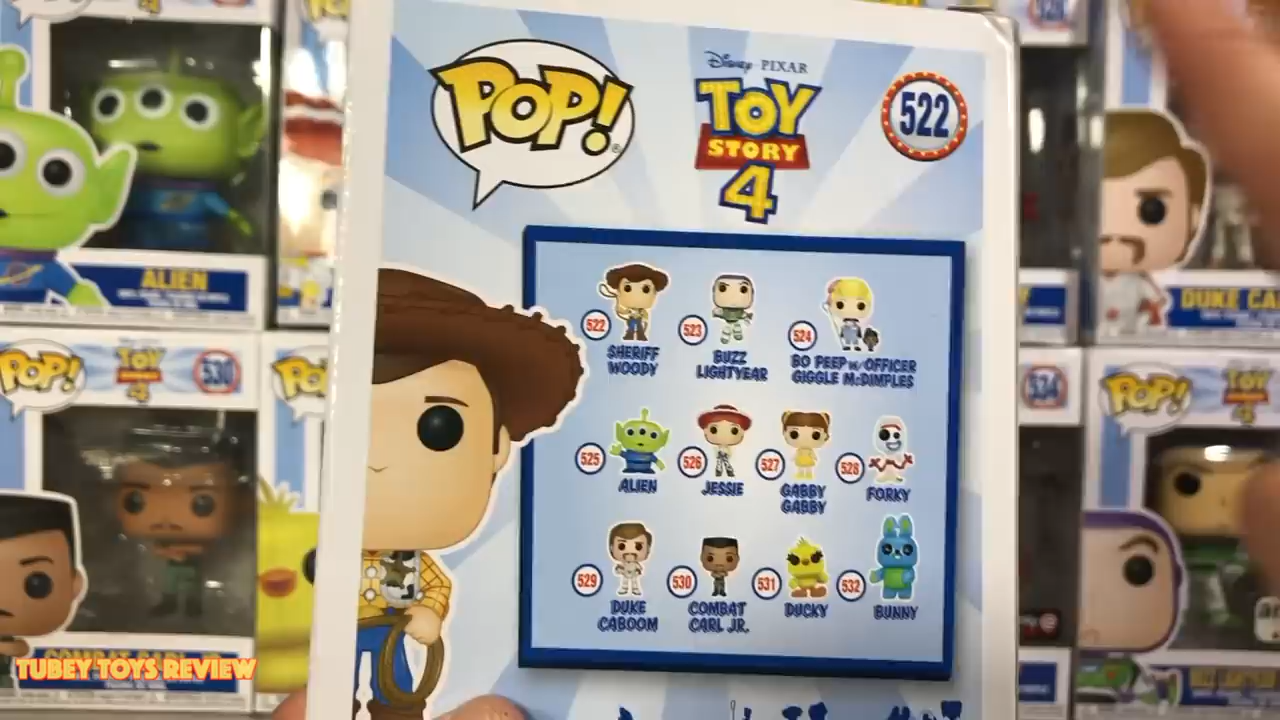 POP!
Disney · PIXAR
TOY
STORY
4
522
522
SHERIFF
WOODY
523
BUZZ
LIGHTYEAR
524
BO PEEP w/ OFFICER
GIGGLE McDIMPLES
525
ALIEN
526
JESSIE
527
GABBY
GABBY
528
FORKY
529
DUKE
CABOOM
530
COMBAT
CARL JR.
531
DUCKY
532
BUNNY
4
ALIEN
POP!
TOY
STORY
4
530
DUKE CA
534
POP!
TOY
4
TUBEY TOYS REVIEW